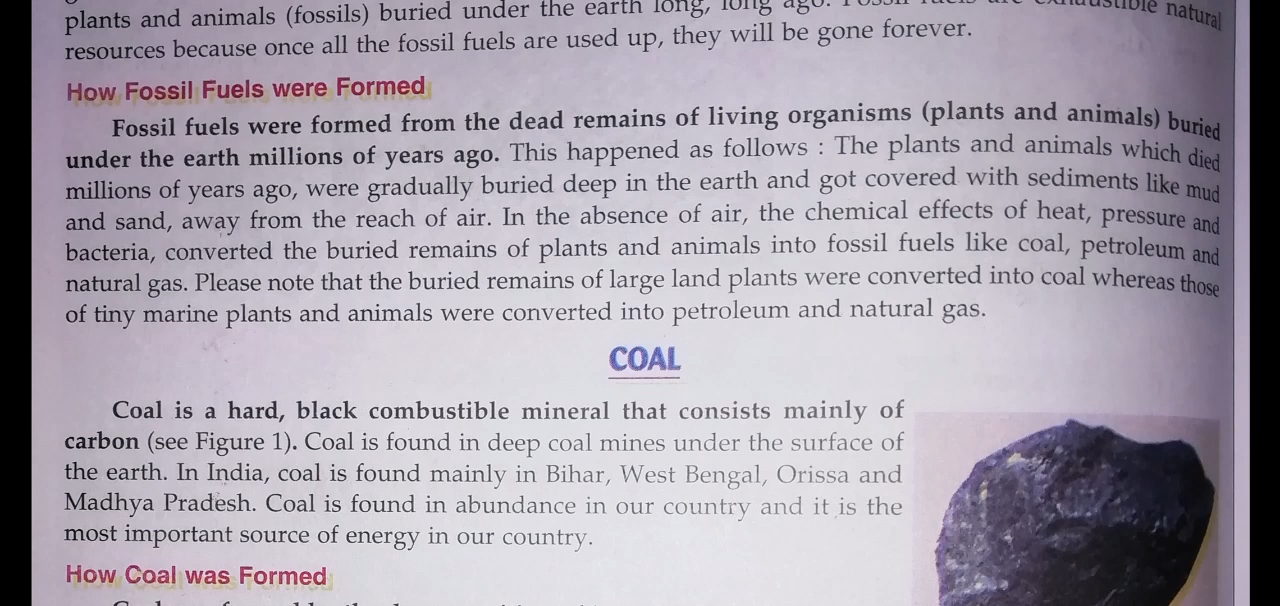 plants and animals (fossils) buried under the earth long, long ago. Fossil fuels are exhaustible natural
resources because once all the fossil fuels are used up, they will be gone forever.
How Fossil Fuels were Formed
Fossil fuels were formed from the dead remains of living organisms (plants and animals) buried
under the earth millions of years ago. This happened as follows : The plants and animals which died
millions of years ago, were gradually buried deep in the earth and got covered with sediments like mud
and sand, away from the reach of air. In the absence of air, the chemical effects of heat, pressure and
bacteria, converted the buried remains of plants and animals into fossil fuels like coal, petroleum and
natural gas. Please note that the buried remains of large land plants were converted into coal whereas those
of tiny marine plants and animals were converted into petroleum and natural gas.
COAL
Coal is a hard, black combustible mineral that consists mainly of
carbon (see Figure 1). Coal is found in deep coal mines under the surface of
the earth. In India, coal is found mainly in Bihar, West Bengal, Orissa and
Madhya Pradesh. Coal is found in abundance in our country and it is the
most important source of energy in our country.
How Coal was Formed